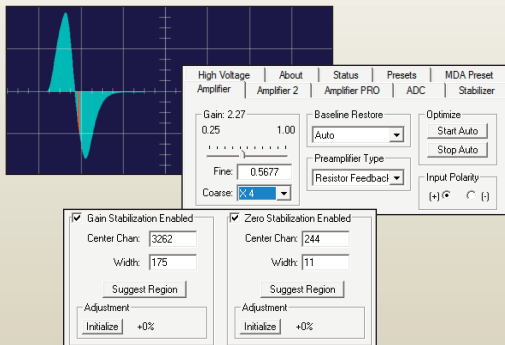 High Voltage About Status Presets MDA Preset
Amplifier Amplifier 2 Amplifier PRO ADC Stabilizer
Gain: 2.27
0.25 1.00
Fine: 0.5677
Coarse: X 4
Baseline Restore
Auto
Preamplifier Type
Resistor Feedback
Optimize
Start Auto
Stop Auto
Input Polarity
(+) (-)
Gain Stabilization Enabled
Center Chan: 3262
Width: 175
Suggest Region
Adjustment
Initialize +0%
Zero Stabilization Enabled
Center Chan: 244
Width: 11
Suggest Region
Adjustment
Initialize +0%